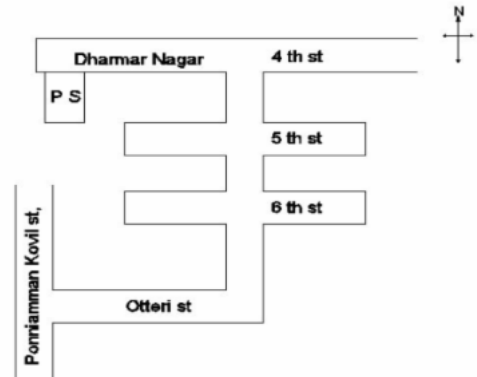 N
Dharmar Nagar 4 th st
P S
5 th st
6 th st
Ponniamman Kovil st,
Otteri st